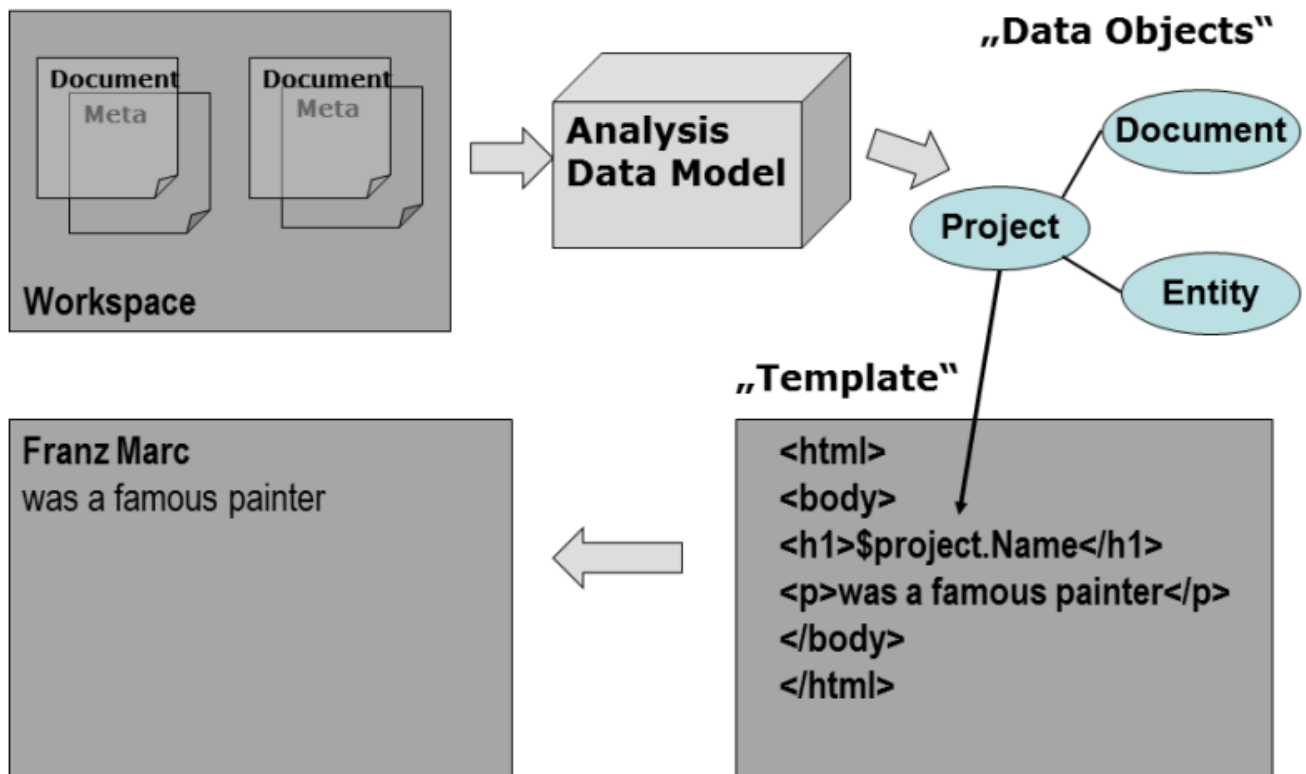 Document
Meta
Document
Meta
Workspace
Analysis
Data Model
„Data Objects“
Document
Project
Entity
„Template“
<html>
<body>
<h1>$project.Name</h1>
<p>was a famous painter</p>
</body>
</html>
Franz Marc
was a famous painter